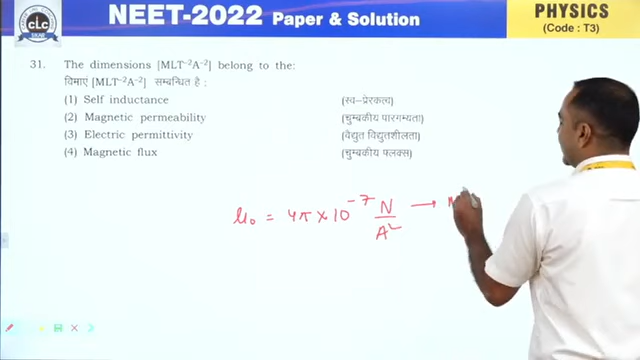 CLC
SIKAR
NEET-2022 Paper & Solution
PHYSICS
(Code : T3)
31. The dimensions [MLT⁻²A⁻²] belong to the:
विमाएं [MLT⁻²A⁻²] सम्बन्धित है :
(1) Self inductance (स्व–प्रेरकत्व)
(2) Magnetic permeability (चुम्बकीय पारगम्यता)
(3) Electric permittivity (वैद्युत विद्युतशीलता)
(4) Magnetic flux (चुम्बकीय फ्लक्स)
μ₀ = 4π × 10⁻⁷ N/A² →